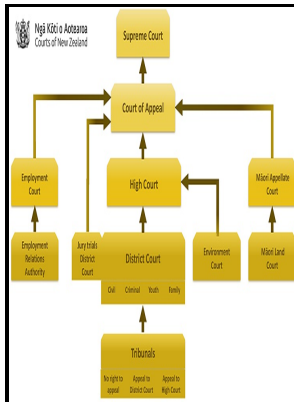 Ngā Kōti o Aotearoa
Courts of New Zealand
Supreme Court
Court of Appeal
Employment
Court
High Court
Māori Appellate
Court
Employment
Relations
Authority
Jury trials
District
Court
District Court
Civil Criminal Youth Family
Environment
Court
Māori Land
Court
Tribunals
No right to
appeal
Appeal to
District Court
Appeal to
High Court